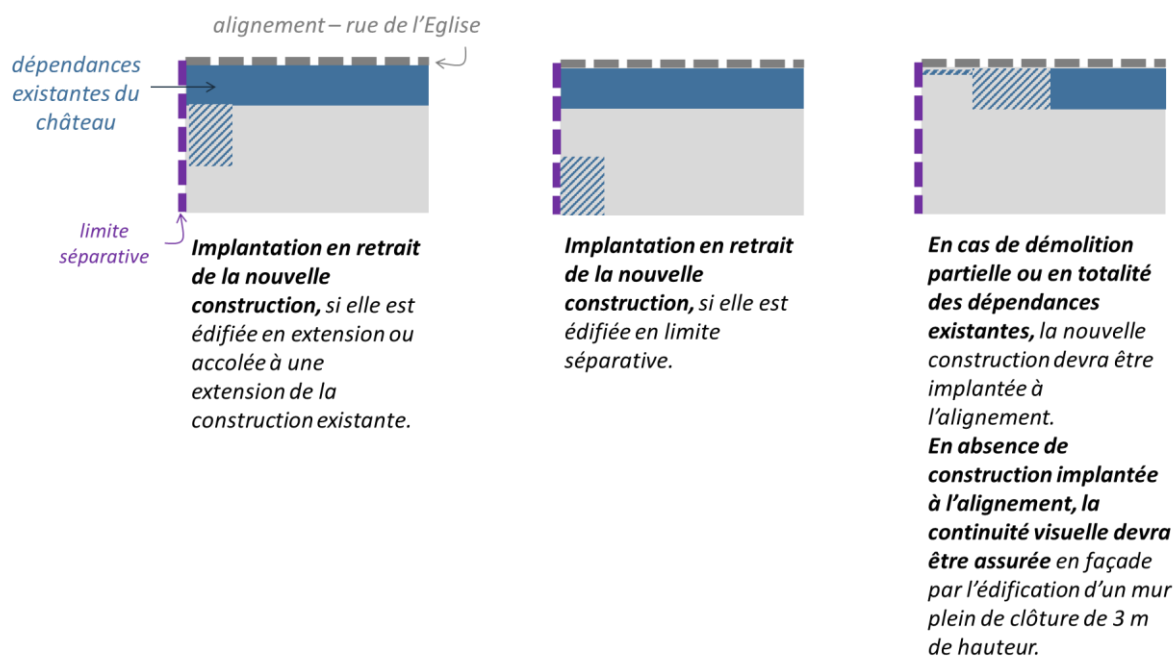 alignement – rue de l'Eglise
dépendances
existantes du
château
limite
séparative
Implantation en retrait
de la nouvelle
construction, si elle est
édifiée en extension ou
accolée à une
extension de la
construction existante.
Implantation en retrait
de la nouvelle
construction, si elle est
édifiée en limite
séparative.
En cas de démolition
partielle ou en totalité
des dépendances
existantes, la nouvelle
construction devra être
implantée à
l'alignement.
En absence de
construction implantée
à l'alignement, la
continuité visuelle devra
être assurée en façade
par l'édification d'un mur
plein de clôture de 3 m
de hauteur.